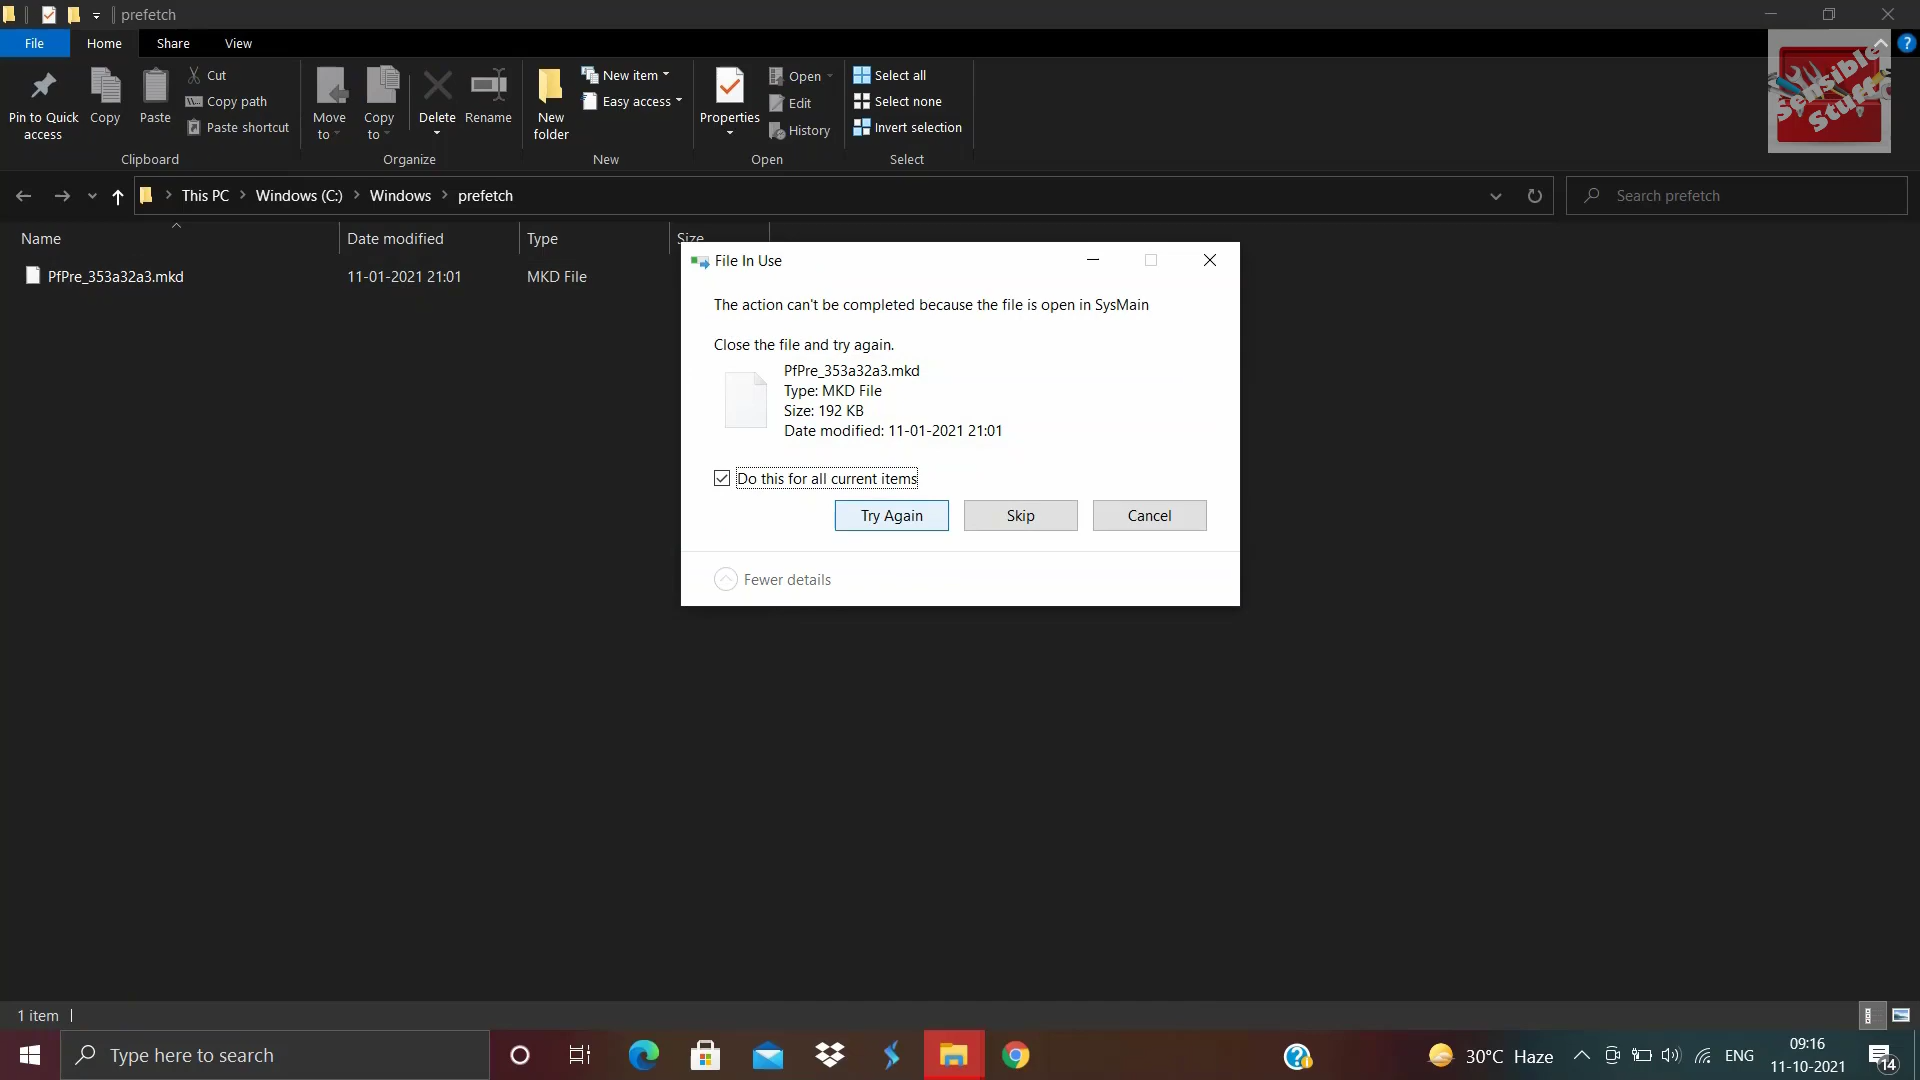 prefetch
File
Home
Share
View
Pin to Quick access
Copy
Paste
Cut
Copy path
Paste shortcut
Clipboard
Move to
Copy to
Delete
Rename
Organize
New folder
New item
Easy access
New
Properties
Open
Edit
History
Open
Select all
Select none
Invert selection
Select
Sensible
Stuff
This PC
Windows (C:)
Windows
prefetch
Search prefetch
Name
Date modified
Type
Size
PfPre_353a32a3.mkd
11-01-2021 21:01
MKD File
File In Use
The action can't be completed because the file is open in SysMain
Close the file and try again.
PfPre_353a32a3.mkd
Type: MKD File
Size: 192 KB
Date modified: 11-01-2021 21:01
Do this for all current items
Try Again
Skip
Cancel
Fewer details
1 item
Type here to search
30°C Haze
ENG
09:16
11-10-2021
14